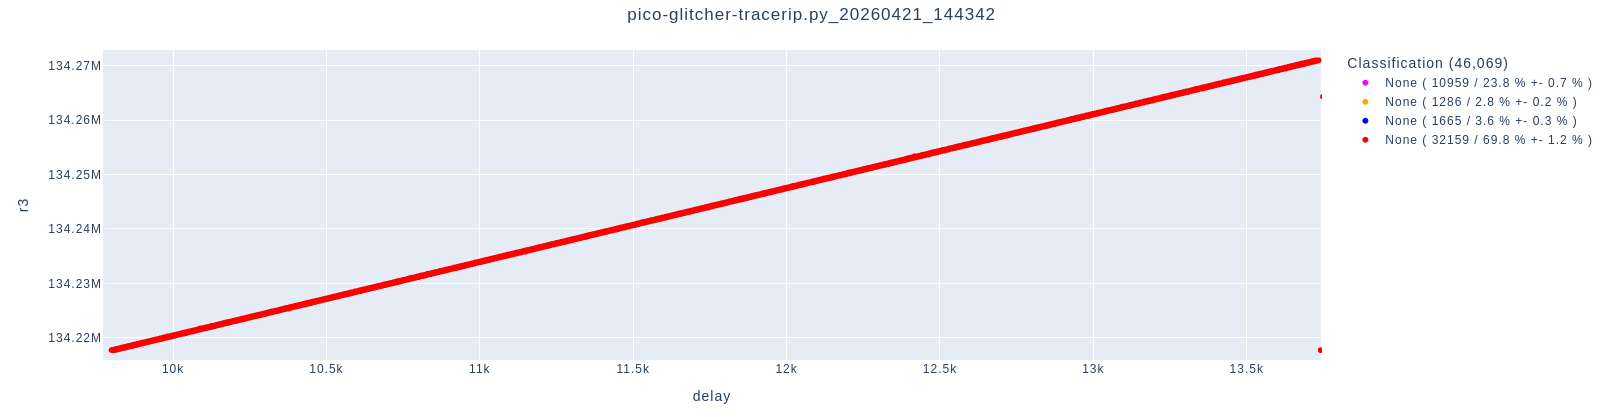 pico-glitcher-tracerip.py_20260421_144342
134.27M
134.26M
134.25M
134.24M
134.23M
134.22M
r3
10k
10.5k
11k
11.5k
12k
12.5k
13k
13.5k
delay
Classification (46,069)
None ( 10959 / 23.8 % +- 0.7 % )
None ( 1286 / 2.8 % +- 0.2 % )
None ( 1665 / 3.6 % +- 0.3 % )
None ( 32159 / 69.8 % +- 1.2 % )